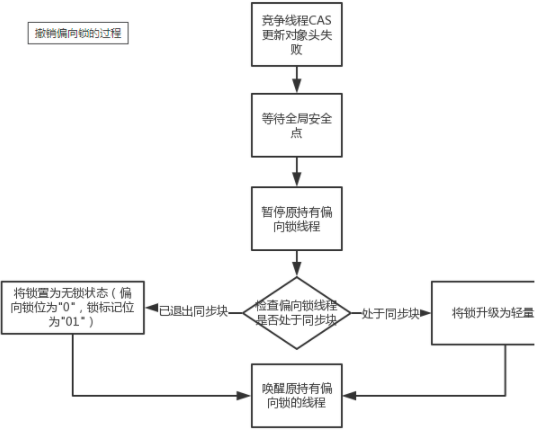 撤销偏向锁的过程
竞争线程CAS
更新对象头失
败
等待全局安全
点
暂停原持有偏
向锁线程
检查偏向锁线程
是否处于同步块
已退出同步块
处于同步块
将锁置为无锁状态（偏
向锁位为"0"，锁标记位
为"01"）
将锁升级为轻量
唤醒原持有偏
向锁的线程